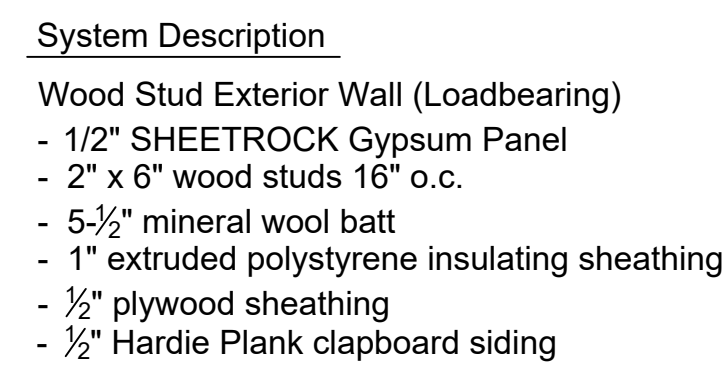 System Description
Wood Stud Exterior Wall (Loadbearing)
- 1/2" SHEETROCK Gypsum Panel
- 2" x 6" wood studs 16" o.c.
- 5-½" mineral wool batt
- 1" extruded polystyrene insulating sheathing
- ½" plywood sheathing
- ½" Hardie Plank clapboard siding